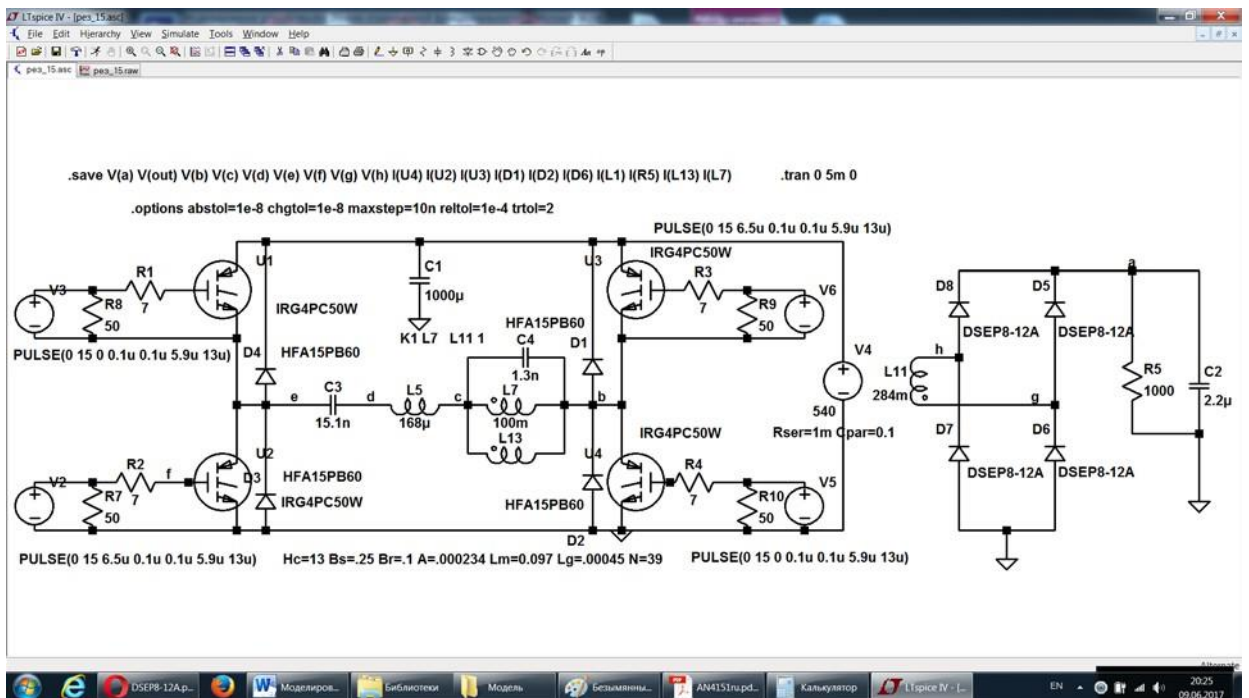 LTspice IV - [рез_15.asc]
File Edit Hierarchy View Simulate Tools Window Help
рез_15.asc рез_15.raw
.save V(a) V(out) V(b) V(c) V(d) V(e) V(f) V(g) V(h) I(U4) I(U2) I(U3) I(D1) I(D2) I(D6) I(L1) I(R5) I(L13) I(L7) .tran 0 5m 0
.options abstol=1e-8 chgtol=1e-8 maxstep=10n reltol=1e-4 trtol=2
PULSE(0 15 6.5u 0.1u 0.1u 5.9u 13u)
U1 U3 IRG4PC50W
V3 R1 C1 R3 V6 a
R8 7 1000µ 7 R9 D8 D5
50 IRG4PC50W 50
HFA15PB60 DSEP8-12A DSEP8-12A
K1 L7 L11 1
PULSE(0 15 0 0.1u 0.1u 5.9u 13u) D4 HFA15PB60 C4 D1 V4 h
1.3n L11 R5 C2
e C3 d L5 c L7 b 540 284m g 1000 2.2µ
15.1n 168µ 100m Rser=1m Cpar=0.1
L13 IRG4PC50W D7 D6
V2 R2 f U2 U4 R4 V5
R7 7 D3 HFA15PB60 7 R10 DSEP8-12A DSEP8-12A
50 IRG4PC50W HFA15PB60 50
D2
PULSE(0 15 6.5u 0.1u 0.1u 5.9u 13u) Hc=13 Bs=.25 Br=.1 A=.000234 Lm=0.097 Lg=.00045 N=39 PULSE(0 15 0 0.1u 0.1u 5.9u 13u)
Alternate
DSEP8-12A.p... Моделиров... Библиотеки Модель Безымянны... AN4151ru.pd... Калькулятор LTspice IV - [... EN 20:25
09.06.2017